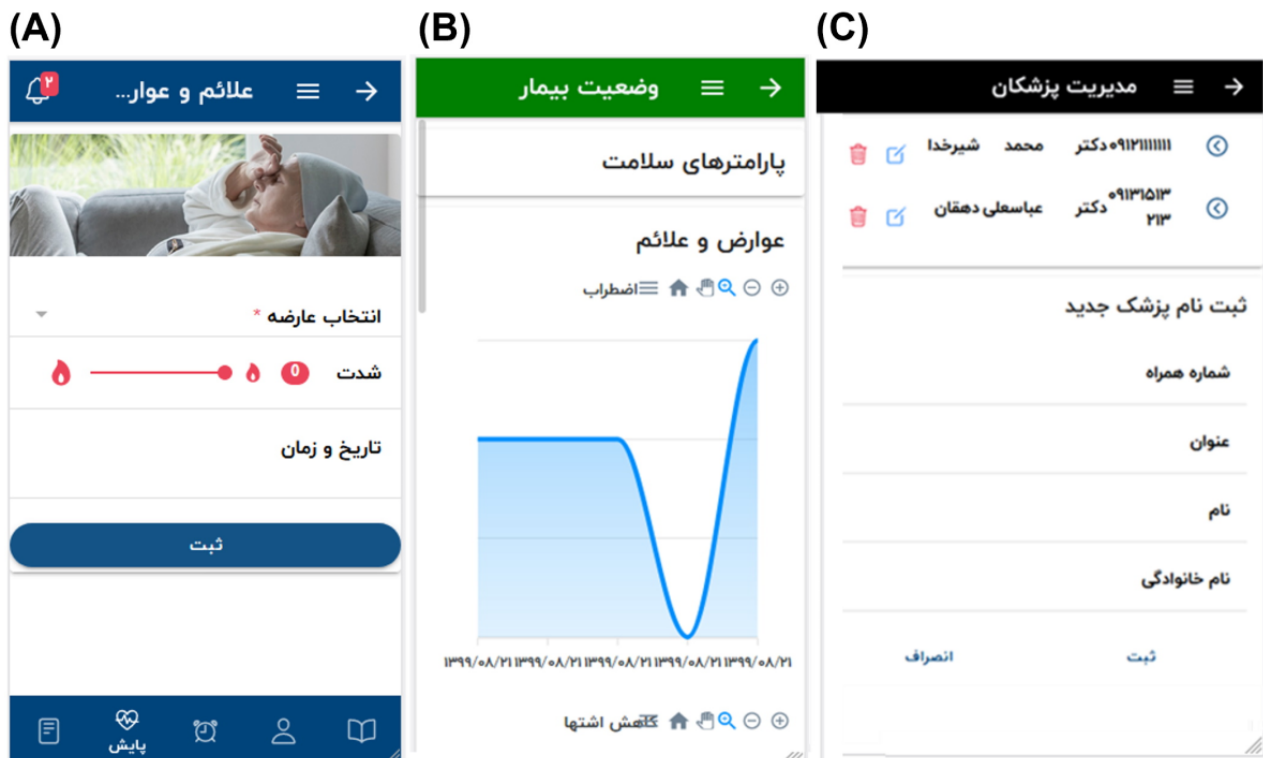 (A)
علائم و عوار...
۲
انتخاب عارضه *
شدت 0
تاریخ و زمان
ثبت
پایش
(B)
وضعیت بیمار
پارامترهای سلامت
عوارض و علائم
اضطراب
۱۳۹۹/۰۸/۲۱ ۱۳۹۹/۰۸/۲۱ ۱۳۹۹/۰۸/۲۱ ۱۳۹۹/۰۸/۲۱ ۱۳۹۹/۰۸/۲۱
کاهش اشتها
(C)
مدیریت پزشکان
۰۹۱۲۱۱۱۱۱۱۱ دکتر محمد شیرخدا
۰۹۱۳۱۵۱۳
۲۱۳ دکتر عباسعلی دهقان
ثبت نام پزشک جدید
شماره همراه
عنوان
نام
نام خانوادگی
ثبت انصراف